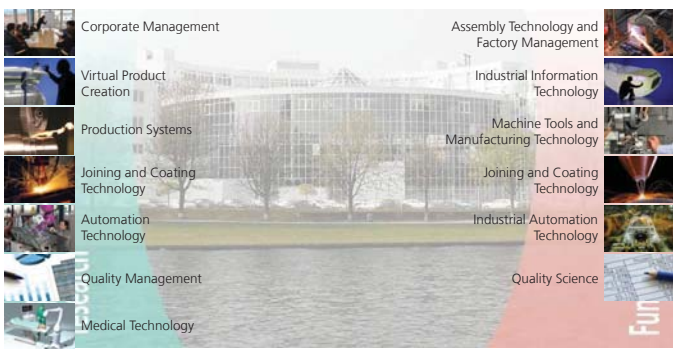 Corporate Management
Virtual Product
Creation
Production Systems
Joining and Coating
Technology
Automation
Technology
Quality Management
Medical Technology
Assembly Technology and
Factory Management
Industrial Information
Technology
Machine Tools and
Manufacturing Technology
Joining and Coating
Technology
Industrial Automation
Technology
Quality Science
Fun